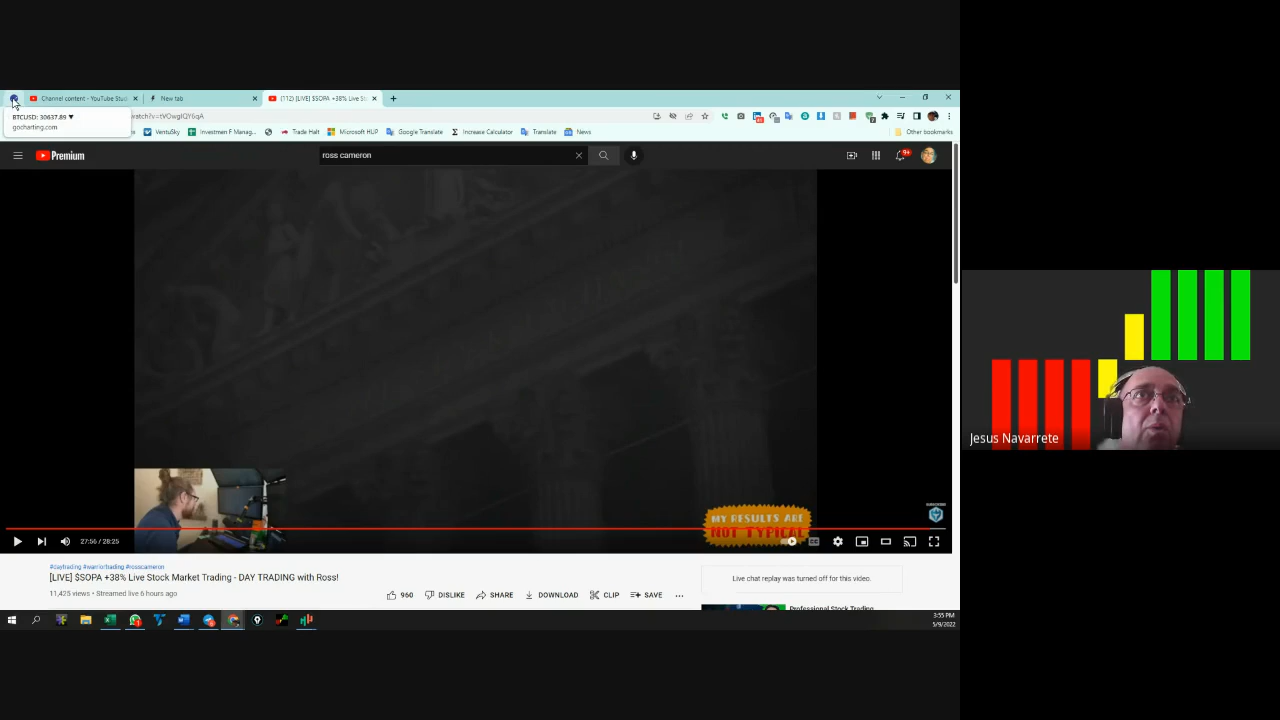 Channel content - YouTube Stud
New tab
(112) [LIVE] $SOPA +38% Live St
BTCUSD: 30637.89 ▼
gocharting.com
watch?v=tVOwglQY6qA
VentuSky
Investmen F Manag...
Trade Halt
Microsoft HUP
Google Translate
Increase Calculator
Translate
News
Other bookmarks
Premium
ross cameron
9+
MY RESULTS ARE
NOT TYPICAL
27:56 / 28:25
#daytrading #warriortrading #rosscameron
[LIVE] $SOPA +38% Live Stock Market Trading - DAY TRADING with Ross!
11,425 views • Streamed live 6 hours ago
960
DISLIKE
SHARE
DOWNLOAD
CLIP
SAVE
Live chat replay was turned off for this video.
Professional Stock Trading
3:55 PM
5/9/2022
Jesus Navarrete